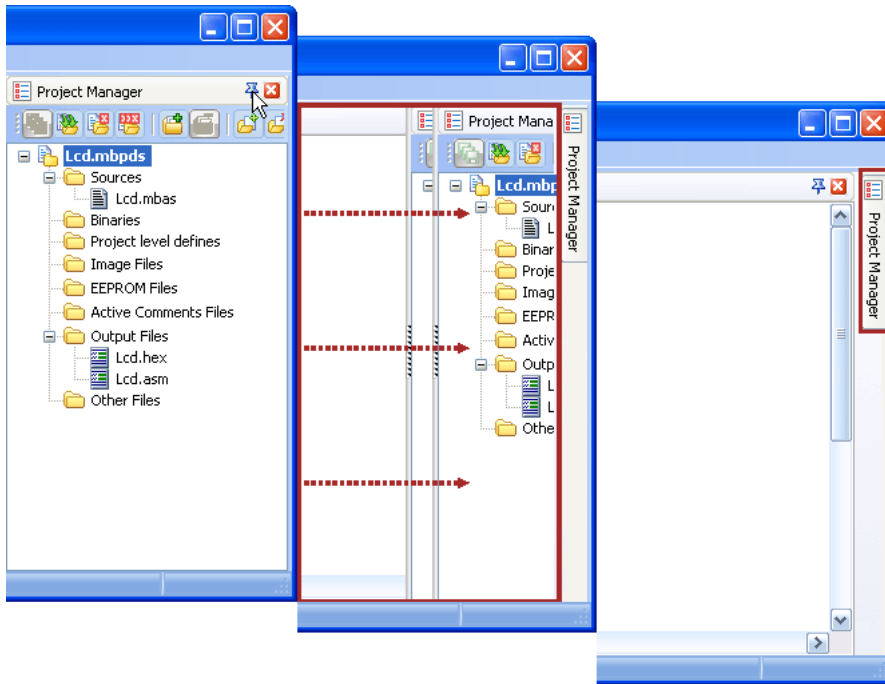 Project Manager
Lcd.mbpds
Sources
Lcd.mbas
Binaries
Project level defines
Image Files
EEPROM Files
Active Comments Files
Output Files
Lcd.hex
Lcd.asm
Other Files
Project Mana
Lcd.mbp
Sour
L
Binar
Proje
Imag
EEPR
Activ
Outp
L
L
Othe
Project Manager
Project Manager